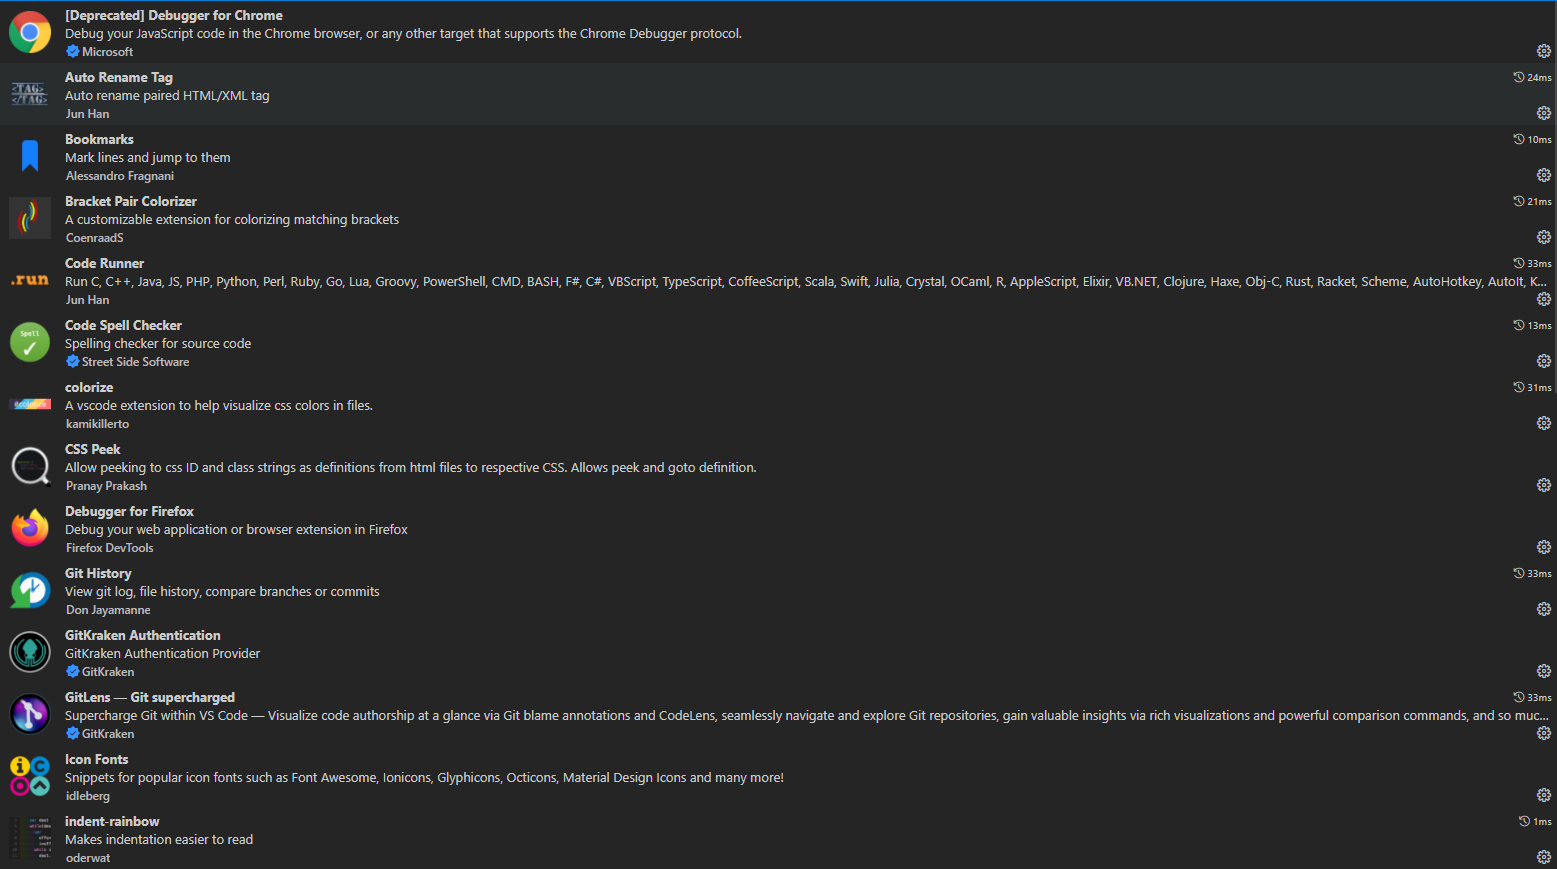 [Deprecated] Debugger for Chrome
Debug your JavaScript code in the Chrome browser, or any other target that supports the Chrome Debugger protocol.
Microsoft
<TAG>
</TAG>
Auto Rename Tag
24ms
Auto rename paired HTML/XML tag
Jun Han
Bookmarks
10ms
Mark lines and jump to them
Alessandro Fragnani
Bracket Pair Colorizer
21ms
A customizable extension for colorizing matching brackets
CoenraadS
.run
Code Runner
33ms
Run C, C++, Java, JS, PHP, Python, Perl, Ruby, Go, Lua, Groovy, PowerShell, CMD, BASH, F#, C#, VBScript, TypeScript, CoffeeScript, Scala, Swift, Julia, Crystal, OCaml, R, AppleScript, Elixir, VB.NET, Clojure, Haxe, Obj-C, Rust, Racket, Scheme, AutoHotkey, AutoIt, K...
Jun Han
Spell
Code Spell Checker
13ms
Spelling checker for source code
Street Side Software
colorize
31ms
A vscode extension to help visualize css colors in files.
kamikillerto
CSS Peek
Allow peeking to css ID and class strings as definitions from html files to respective CSS. Allows peek and goto definition.
Pranay Prakash
Debugger for Firefox
Debug your web application or browser extension in Firefox
Firefox DevTools
Git History
33ms
View git log, file history, compare branches or commits
Don Jayamanne
GitKraken Authentication
GitKraken Authentication Provider
GitKraken
GitLens — Git supercharged
33ms
Supercharge Git within VS Code — Visualize code authorship at a glance via Git blame annotations and CodeLens, seamlessly navigate and explore Git repositories, gain valuable insights via rich visualizations and powerful comparison commands, and so muc...
GitKraken
Icon Fonts
Snippets for popular icon fonts such as Font Awesome, Ionicons, Glyphicons, Octicons, Material Design Icons and many more!
idleberg
indent-rainbow
1ms
Makes indentation easier to read
oderwat